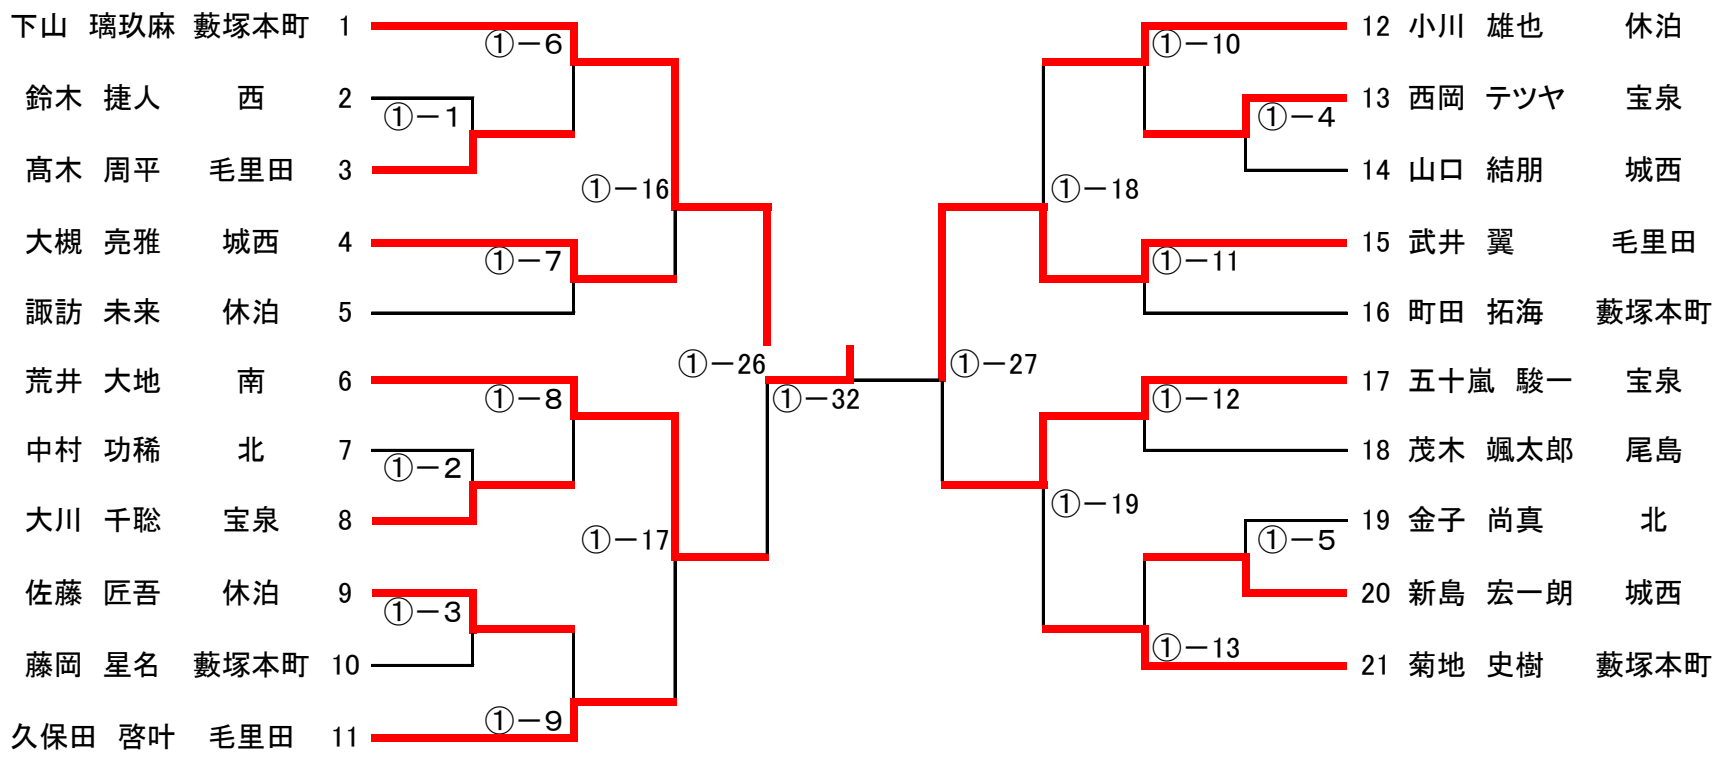 下山 璃玖麻 藪塚本町 1
①－6
鈴木 捷人 西 2
①－1
髙木 周平 毛里田 3
①－16
大槻 亮雅 城西 4
①－7
諏訪 未来 休泊 5
①－26
荒井 大地 南 6
①－8
①－32
中村 功稀 北 7
①－2
大川 千聡 宝泉 8
①－17
佐藤 匠吾 休泊 9
①－3
藤岡 星名 藪塚本町 10
①－9
久保田 啓叶 毛里田 11
12 小川 雄也 休泊
①－10
13 西岡 テツヤ 宝泉
①－4
14 山口 結朋 城西
①－18
15 武井 翼 毛里田
①－11
16 町田 拓海 藪塚本町
①－27
17 五十嵐 駿一 宝泉
①－12
18 茂木 颯太郎 尾島
①－19
19 金子 尚真 北
①－5
20 新島 宏一朗 城西
①－13
21 菊地 史樹 藪塚本町